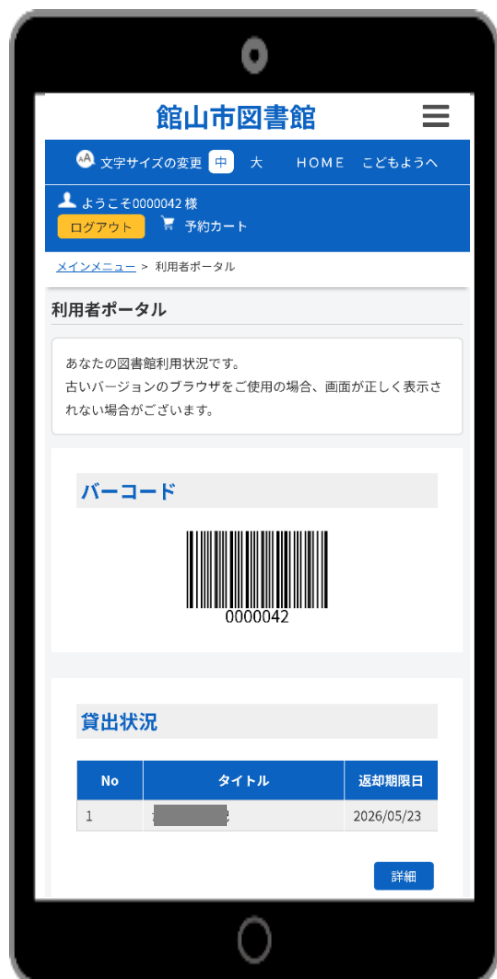 館山市図書館
文字サイズの変更 中 大 HOME こどもようへ
ようこそ0000042 様
ログアウト 予約カート
メインメニュー > 利用者ポータル
利用者ポータル
あなたの図書館利用状況です。
古いバージョンのブラウザをご使用の場合、画面が正しく表示さ
れない場合がございます。
バーコード
0000042
貸出状況
No タイトル 返却期限日
1 2026/05/23
詳細